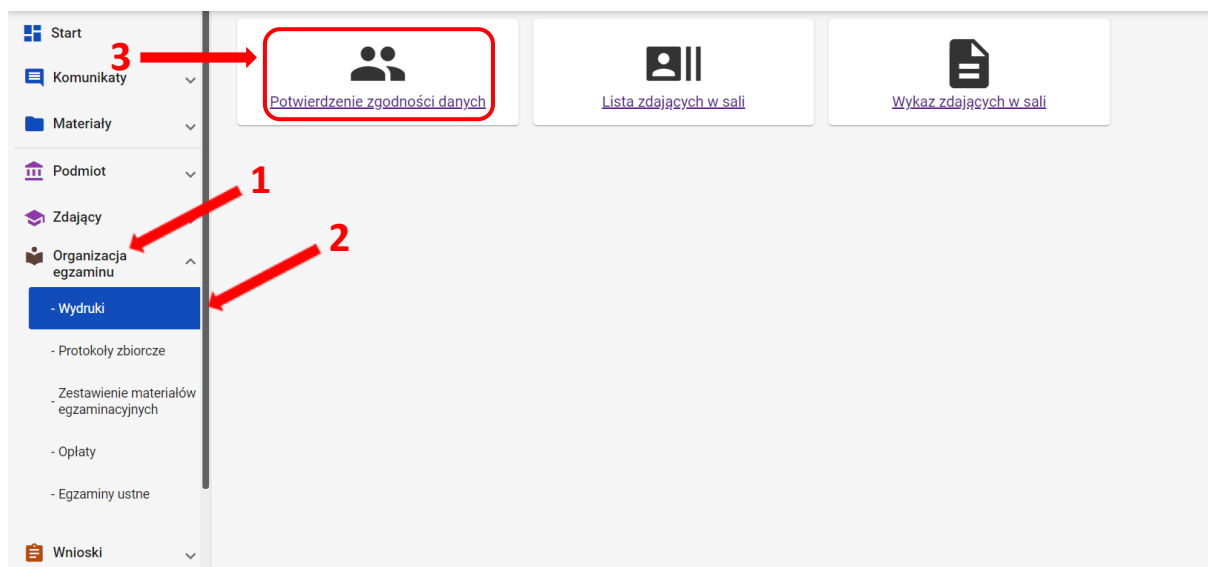 Start
Komunikaty
Materiały
Podmiot
Zdający
Organizacja
egzaminu
- Wydruki
- Protokoły zbiorcze
- Zestawienie materiałów
egzaminacyjnych
- Opłaty
- Egzaminy ustne
Wnioski
3
Potwierdzenie zgodności danych
Lista zdających w sali
Wykaz zdających w sali
1
2